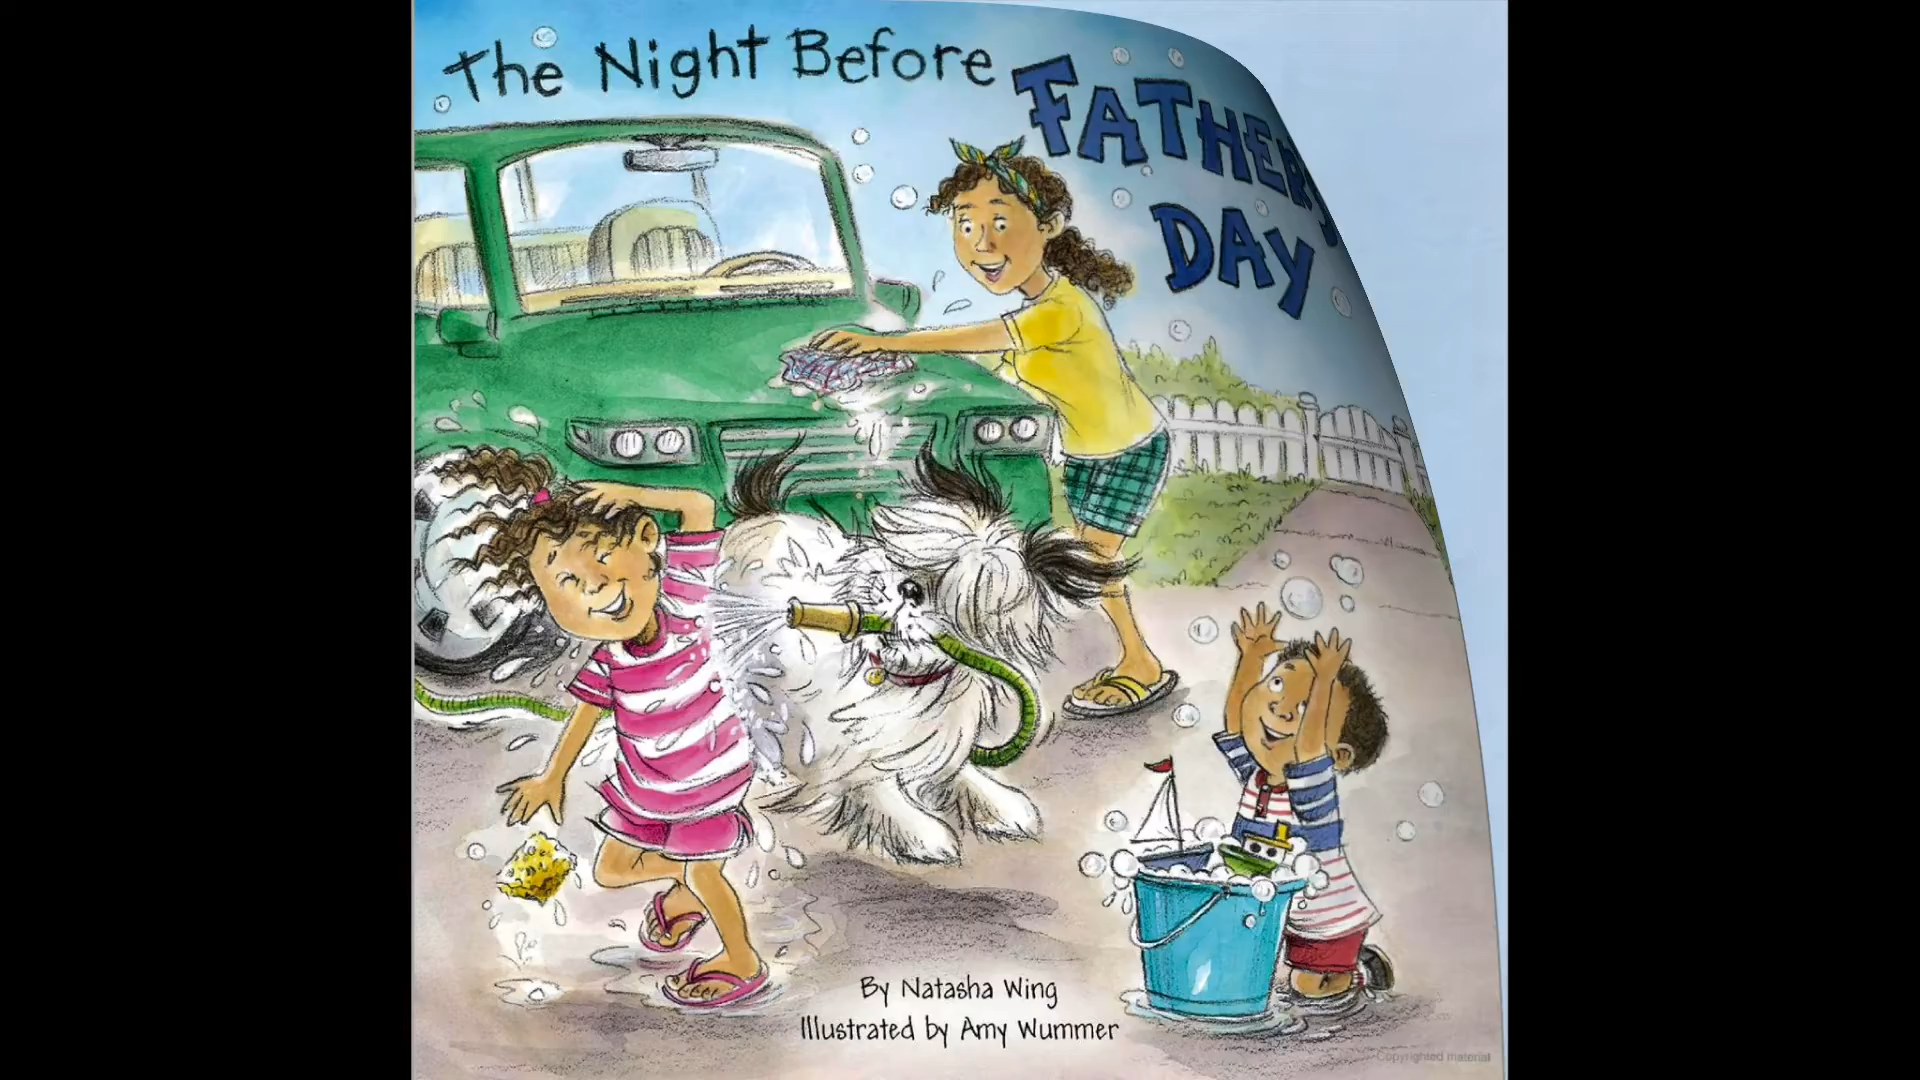 The Night Before
FATHER'S
DAY
By Natasha Wing
Illustrated by Amy Wummer
Copyrighted material